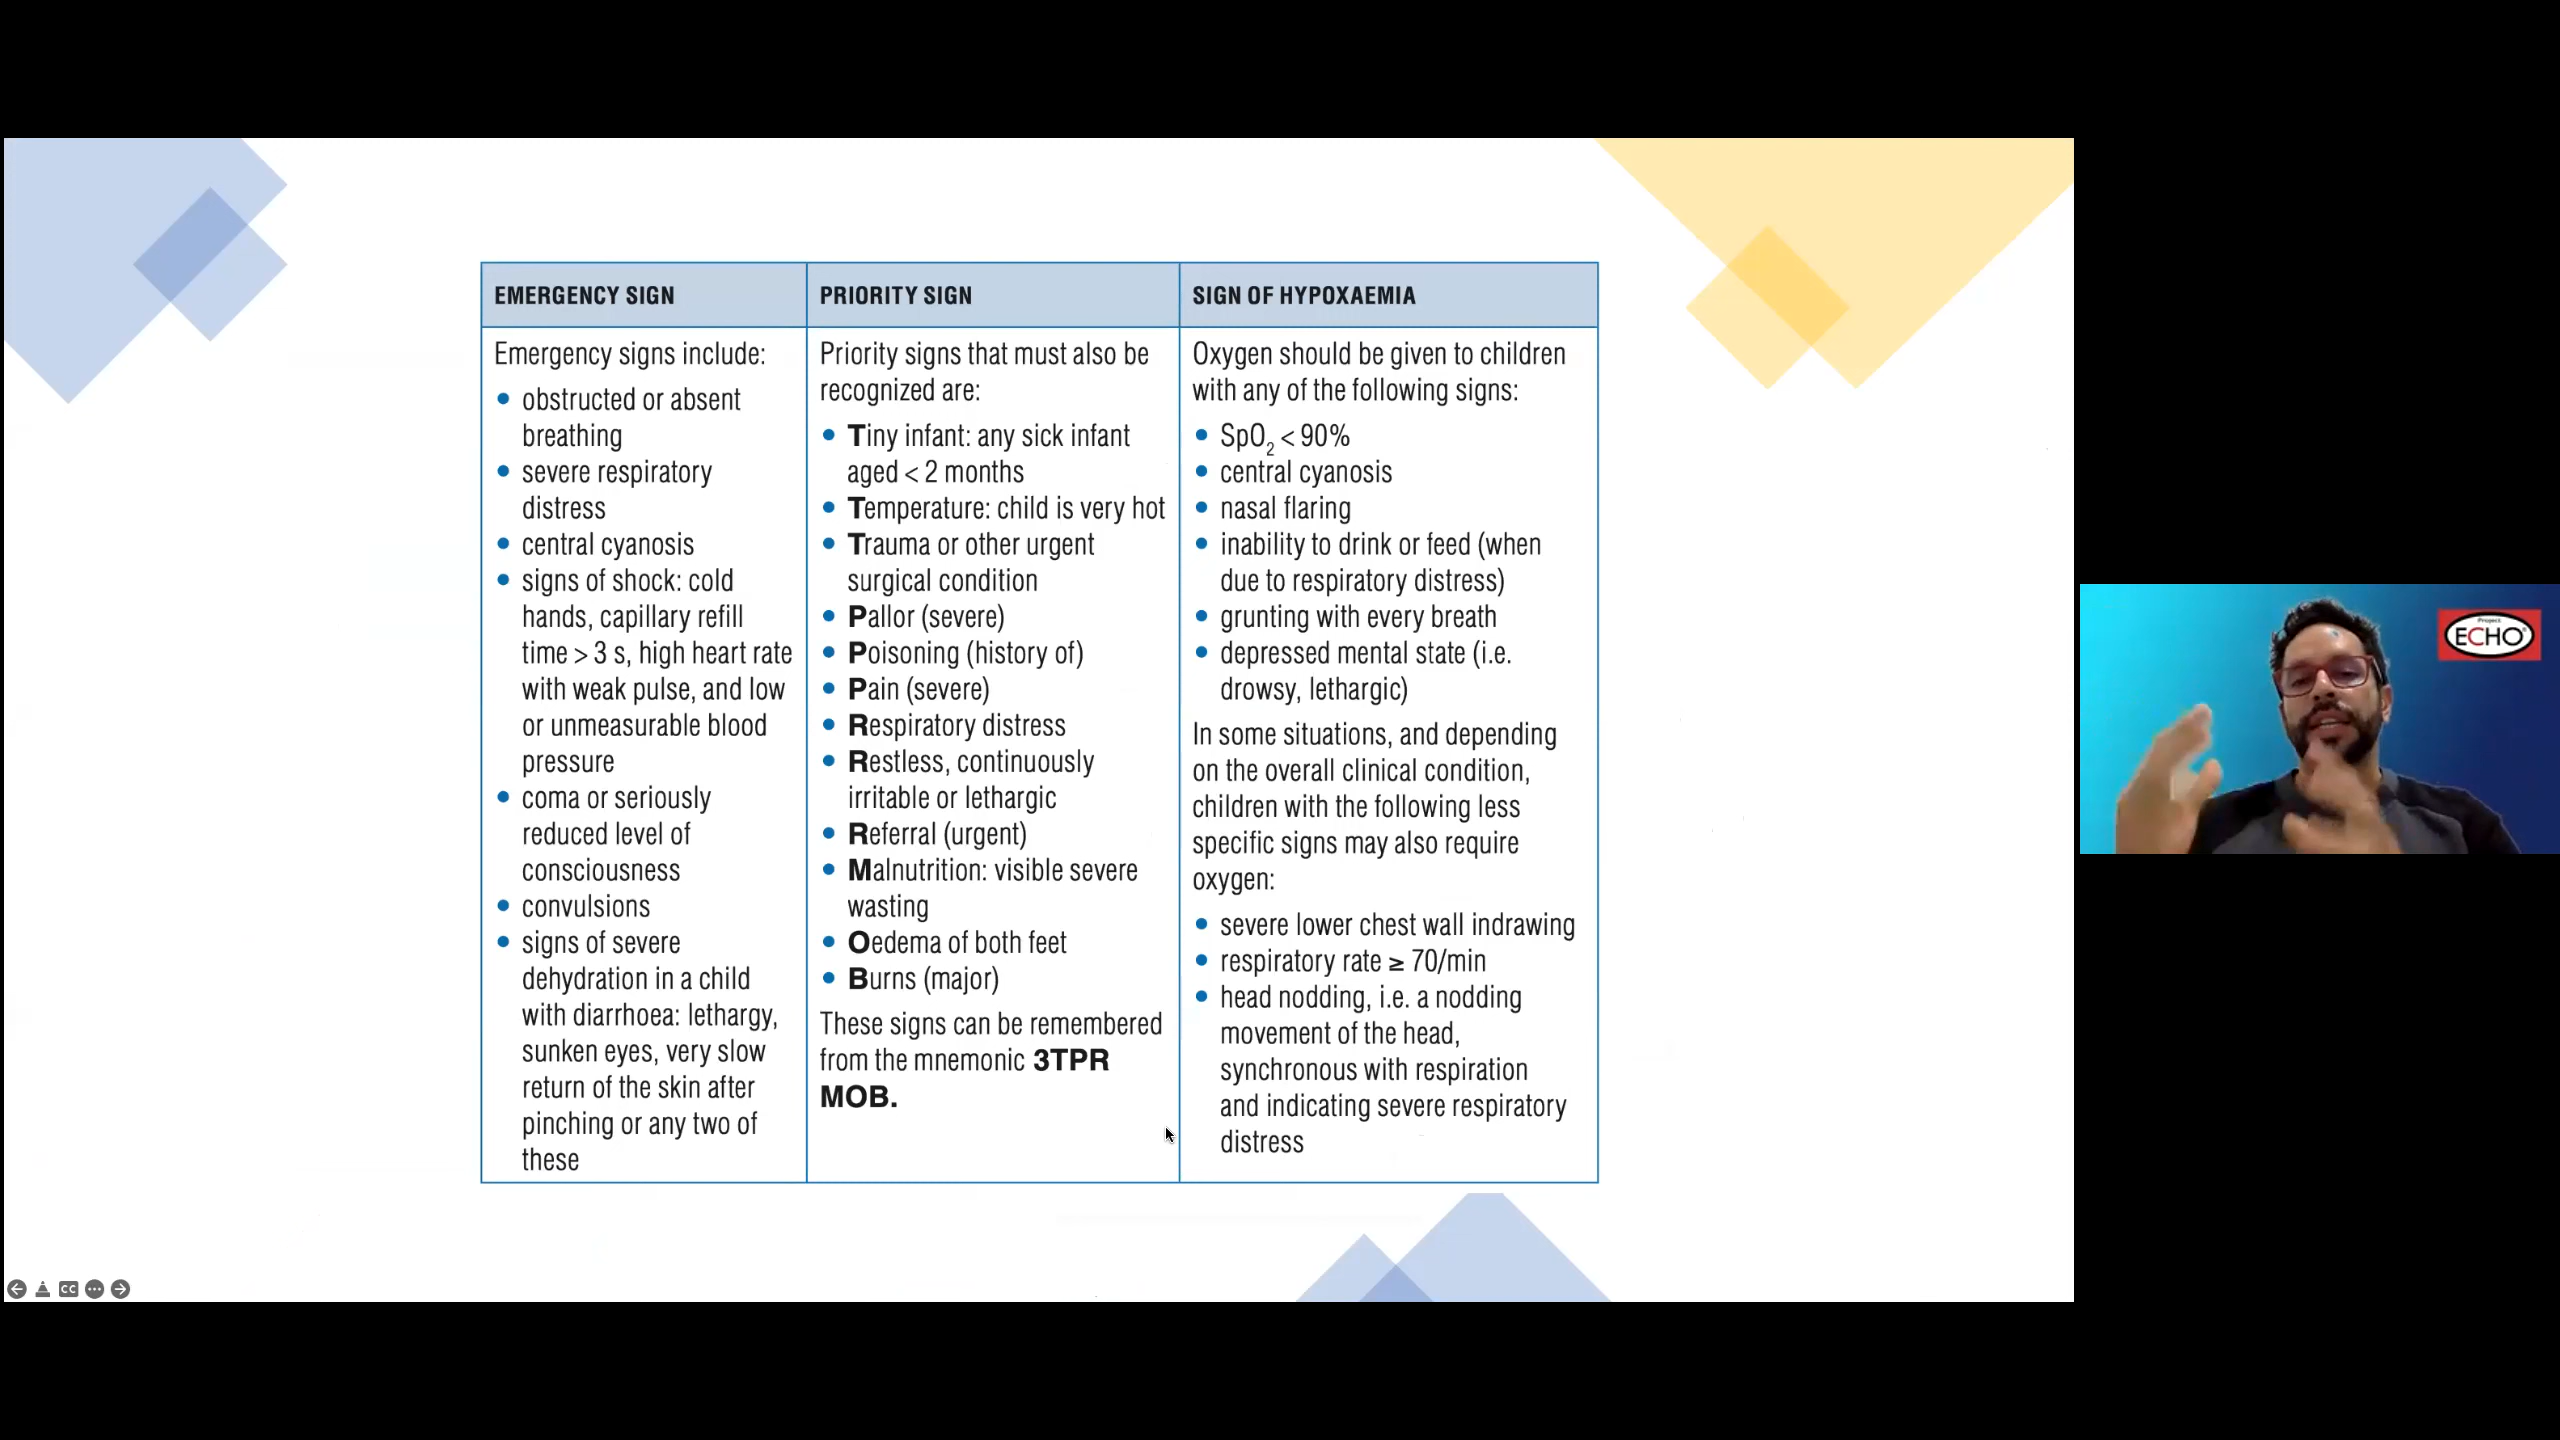 EMERGENCY SIGN
Emergency signs include:
• obstructed or absent
breathing
• severe respiratory
distress
• central cyanosis
• signs of shock: cold
hands, capillary refill
time > 3 s, high heart rate
with weak pulse, and low
or unmeasurable blood
pressure
• coma or seriously
reduced level of
consciousness
• convulsions
• signs of severe
dehydration in a child
with diarrhoea: lethargy,
sunken eyes, very slow
return of the skin after
pinching or any two of
these
PRIORITY SIGN
Priority signs that must also be
recognized are:
• Tiny infant: any sick infant
aged < 2 months
• Temperature: child is very hot
• Trauma or other urgent
surgical condition
• Pallor (severe)
• Poisoning (history of)
• Pain (severe)
• Respiratory distress
• Restless, continuously
irritable or lethargic
• Referral (urgent)
• Malnutrition: visible severe
wasting
• Oedema of both feet
• Burns (major)
These signs can be remembered
from the mnemonic 3TPR
MOB.
SIGN OF HYPOXAEMIA
Oxygen should be given to children
with any of the following signs:
• SpO₂ < 90%
• central cyanosis
• nasal flaring
• inability to drink or feed (when
due to respiratory distress)
• grunting with every breath
• depressed mental state (i.e.
drowsy, lethargic)
In some situations, and depending
on the overall clinical condition,
children with the following less
specific signs may also require
oxygen:
• severe lower chest wall indrawing
• respiratory rate ≥ 70/min
• head nodding, i.e. a nodding
movement of the head,
synchronous with respiration
and indicating severe respiratory
distress
Project
ECHO®
CC